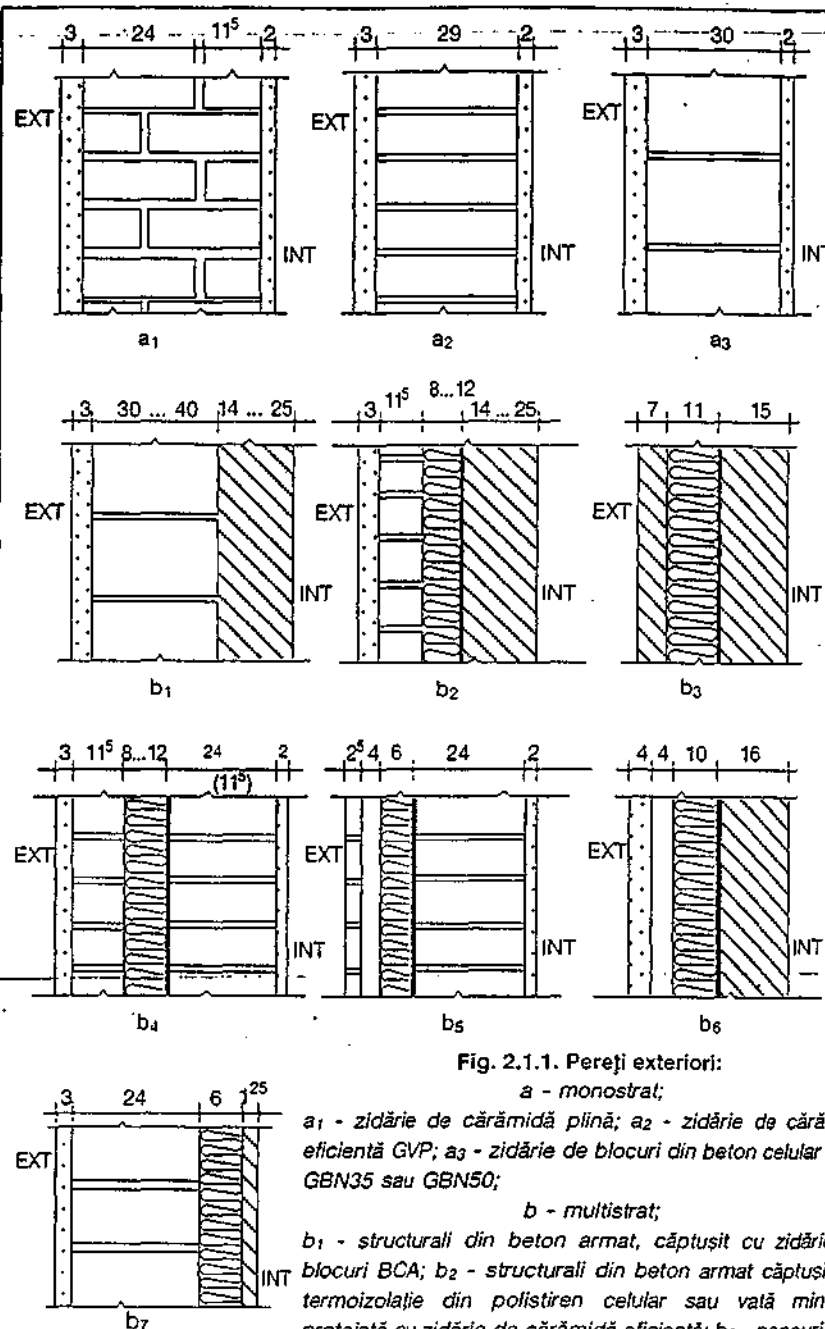 3 24 11⁵ 2
3 29 2
3 30 2
EXT
INT
EXT
INT
EXT
INT
a₁
a₂
a₃
3 30 ... 40 14 ... 25
3 11⁵ 8...12 14 ... 25
7 11 15
EXT
INT
EXT
INT
EXT
INT
b₁
b₂
b₃
3 11⁵ 8...12 24 2
(11⁵)
2⁵ 4 6 24 2
4 4 10 16
EXT
INT
EXT
INT
EXT
INT
b₄
b₅
b₆
3 24 6 1²⁵
EXT
INT
b₇
Fig. 2.1.1. Pereţi exteriori:
a - monostrat;
a₁ - zidărie de cărămidă plină; a₂ - zidărie de cără
eficientă GVP; a₃ - zidărie de blocuri din beton celular
GBN35 sau GBN50;
b - multistrat;
b₁ - structurali din beton armat, căptuşit cu zidări
blocuri BCA; b₂ - structurali din beton armat căptuşi
termoizolaţie din polistiren celular sau vată min